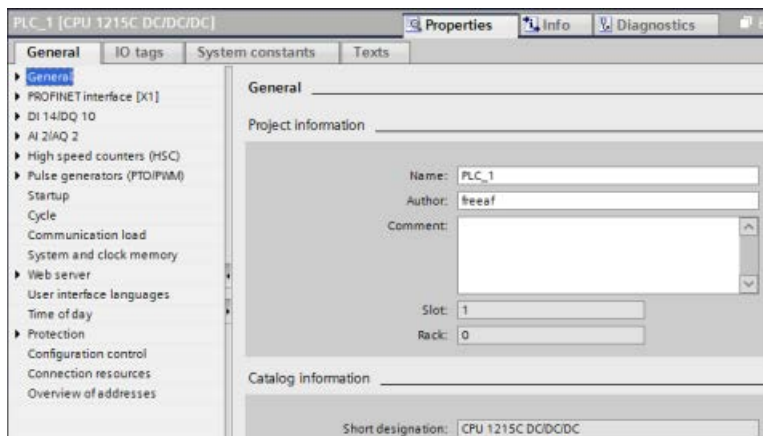 PLC_1 [CPU 1215C DC/DC/DC]
Properties
Info
Diagnostics
General
IO tags
System constants
Texts
General
PROFINET interface [X1]
DI 14/DQ 10
AI 2/AQ 2
High speed counters (HSC)
Pulse generators (PTO/PWM)
Startup
Cycle
Communication load
System and clock memory
Web server
User interface languages
Time of day
Protection
Configuration control
Connection resources
Overview of addresses
General
Project information
Name: PLC_1
Author: freeaf
Comment:
Slot: 1
Rack: 0
Catalog information
Short designation: CPU 1215C DC/DC/DC